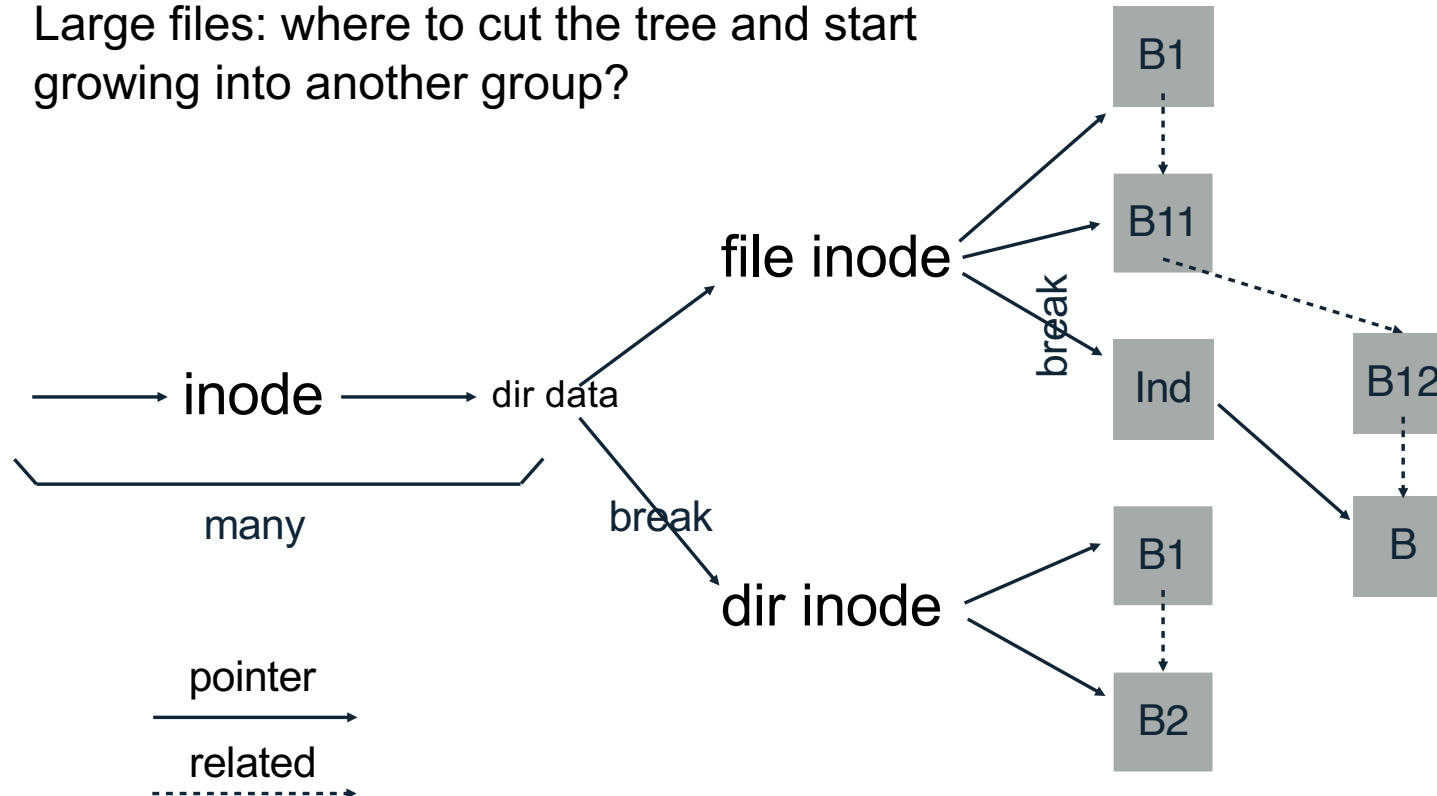 Large files: where to cut the tree and start
growing into another group?
B1
B11
file inode
break
Ind
B12
inode
dir data
B
many
break
B1
dir inode
B2
pointer
related